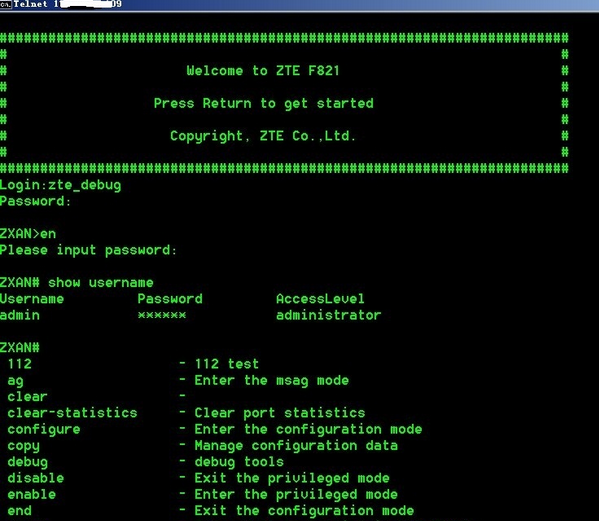 Telnet 1 09
######################################################################
# #
# Welcome to ZTE F821 #
# #
# Press Return to get started #
# #
# Copyright, ZTE Co.,Ltd. #
# #
######################################################################
Login:zte_debug
Password:
ZXAN>en
Please input password:
ZXAN# show username
Username Password AccessLevel
admin ****** administrator
ZXAN#
112 - 112 test
ag - Enter the msag mode
clear -
clear-statistics - Clear port statistics
configure - Enter the configuration mode
copy - Manage configuration data
debug - debug tools
disable - Exit the privileged mode
enable - Enter the privileged mode
end - Exit the configuration mode